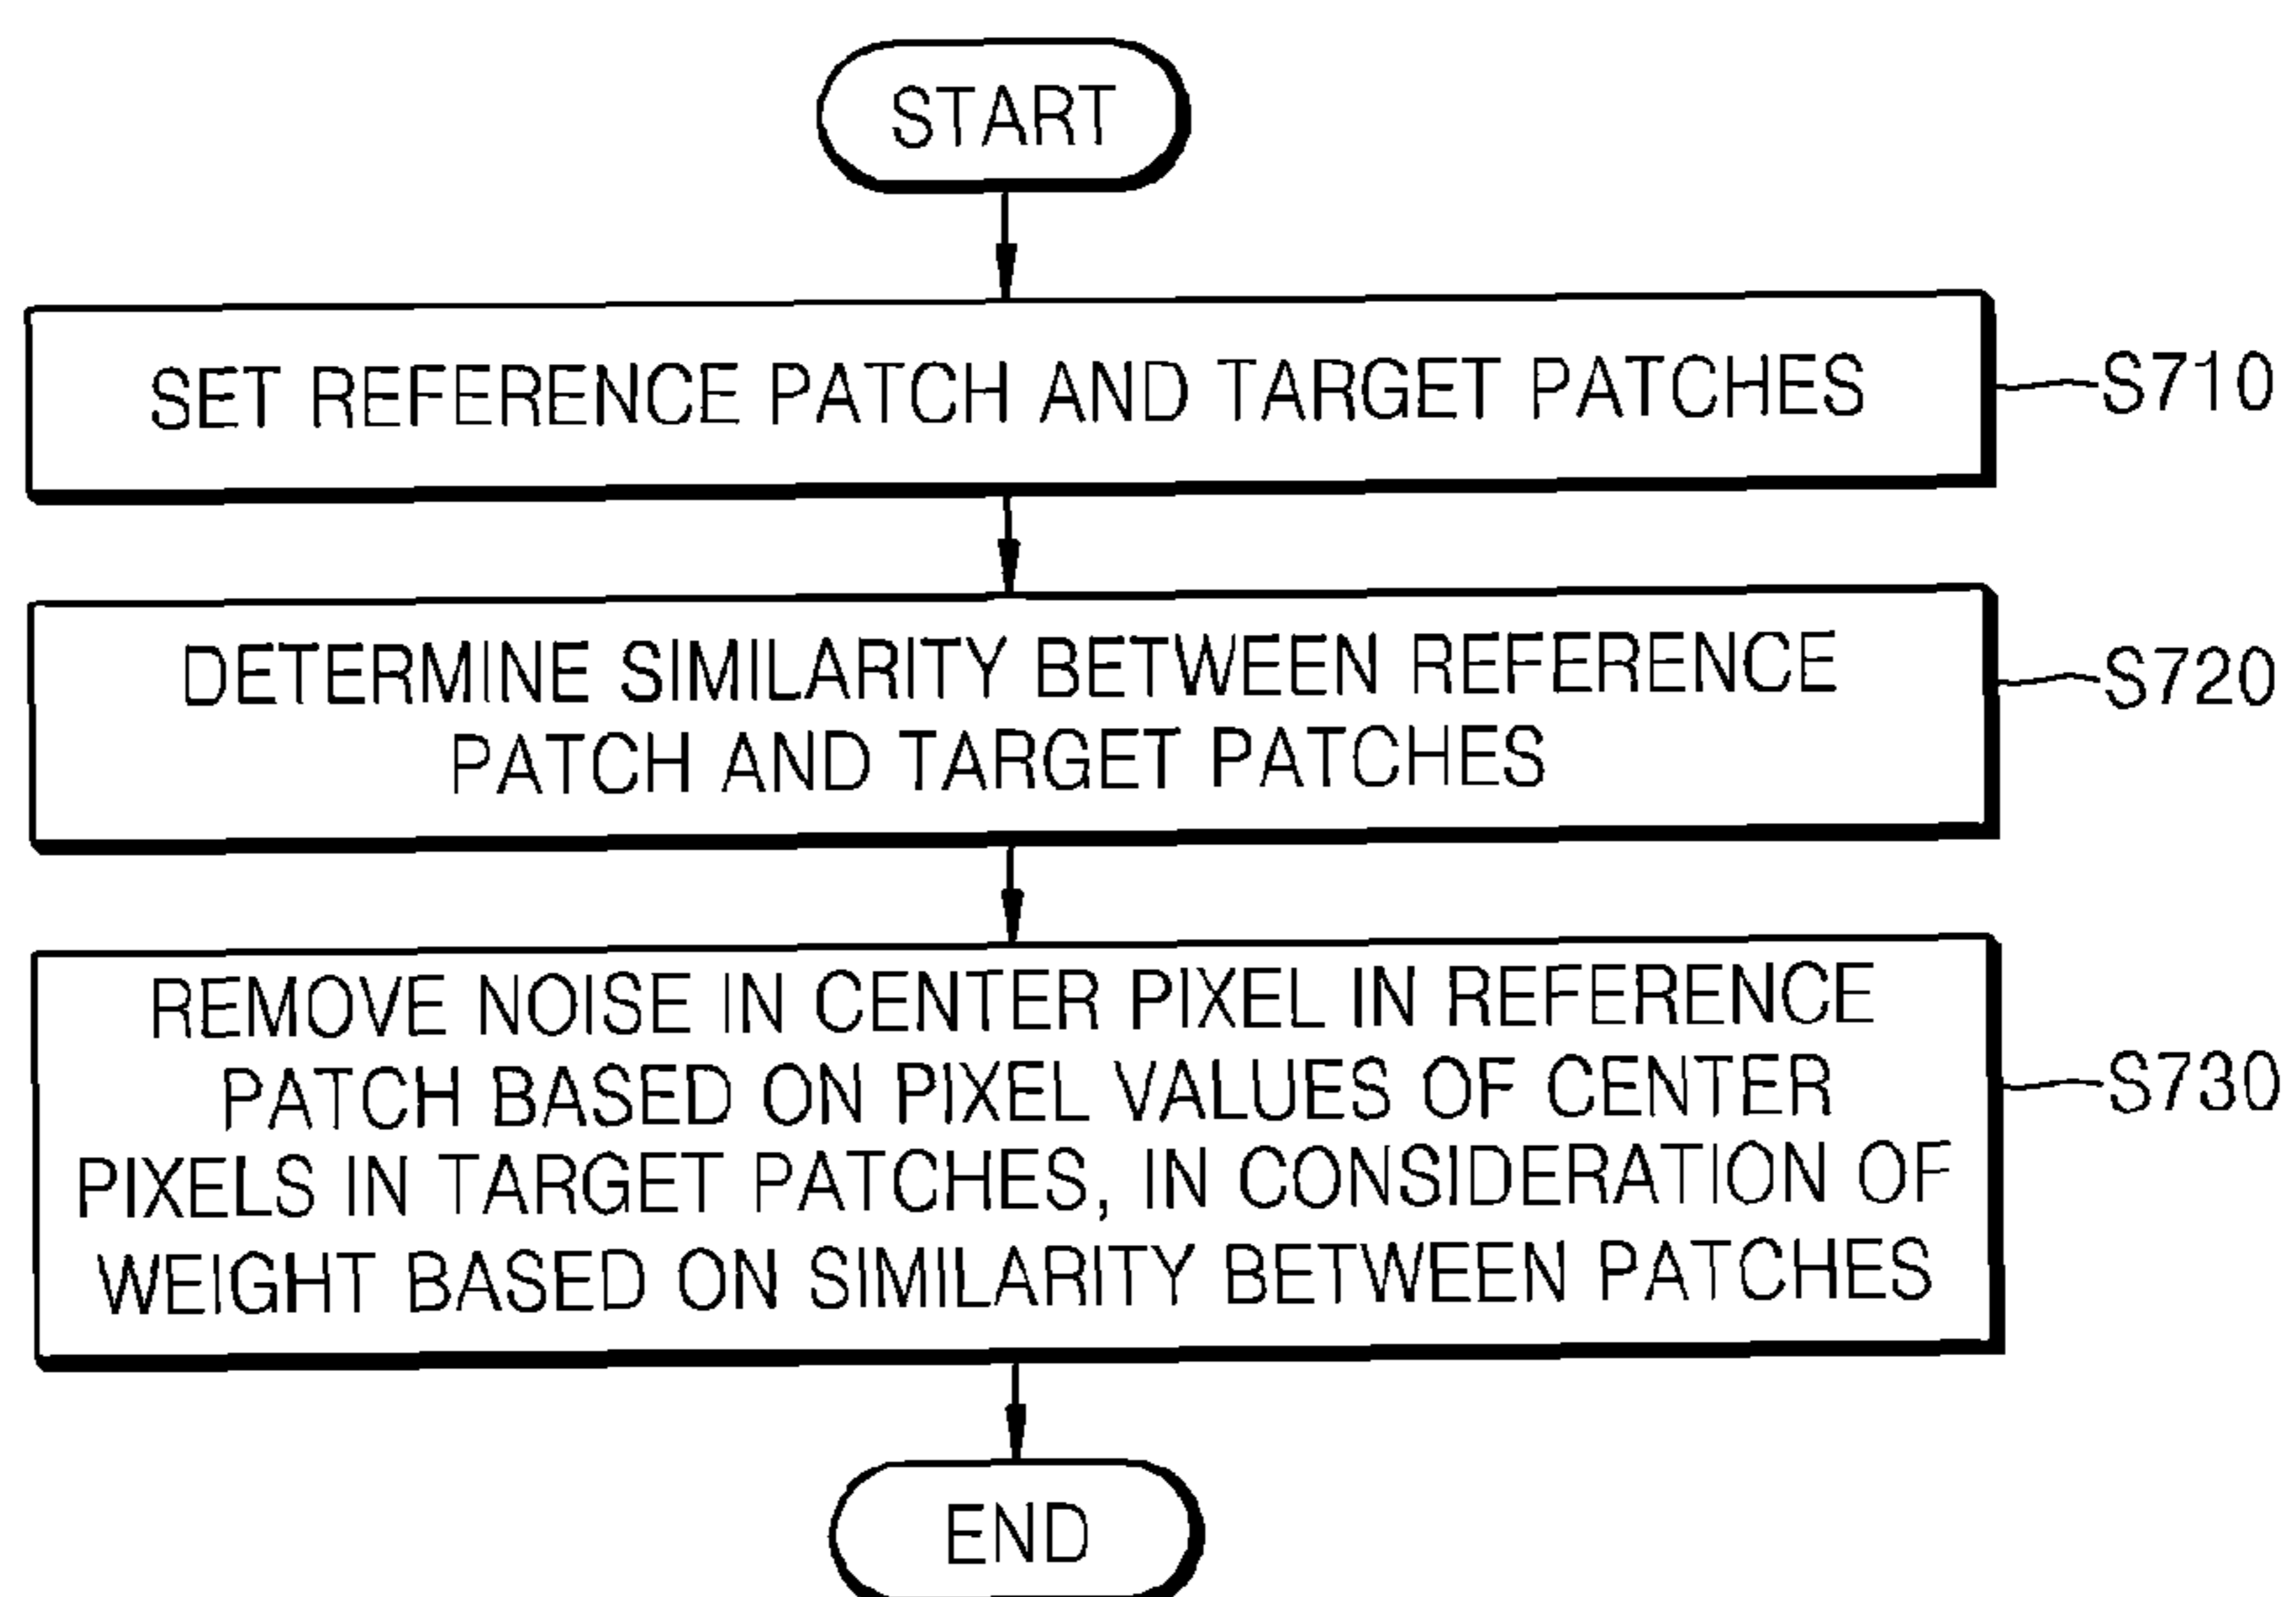 START
SET REFERENCE PATCH AND TARGET PATCHES
S710
DETERMINE SIMILARITY BETWEEN REFERENCE
PATCH AND TARGET PATCHES
S720
REMOVE NOISE IN CENTER PIXEL IN REFERENCE
PATCH BASED ON PIXEL VALUES OF CENTER
PIXELS IN TARGET PATCHES, IN CONSIDERATION OF
WEIGHT BASED ON SIMILARITY BETWEEN PATCHES
S730
END